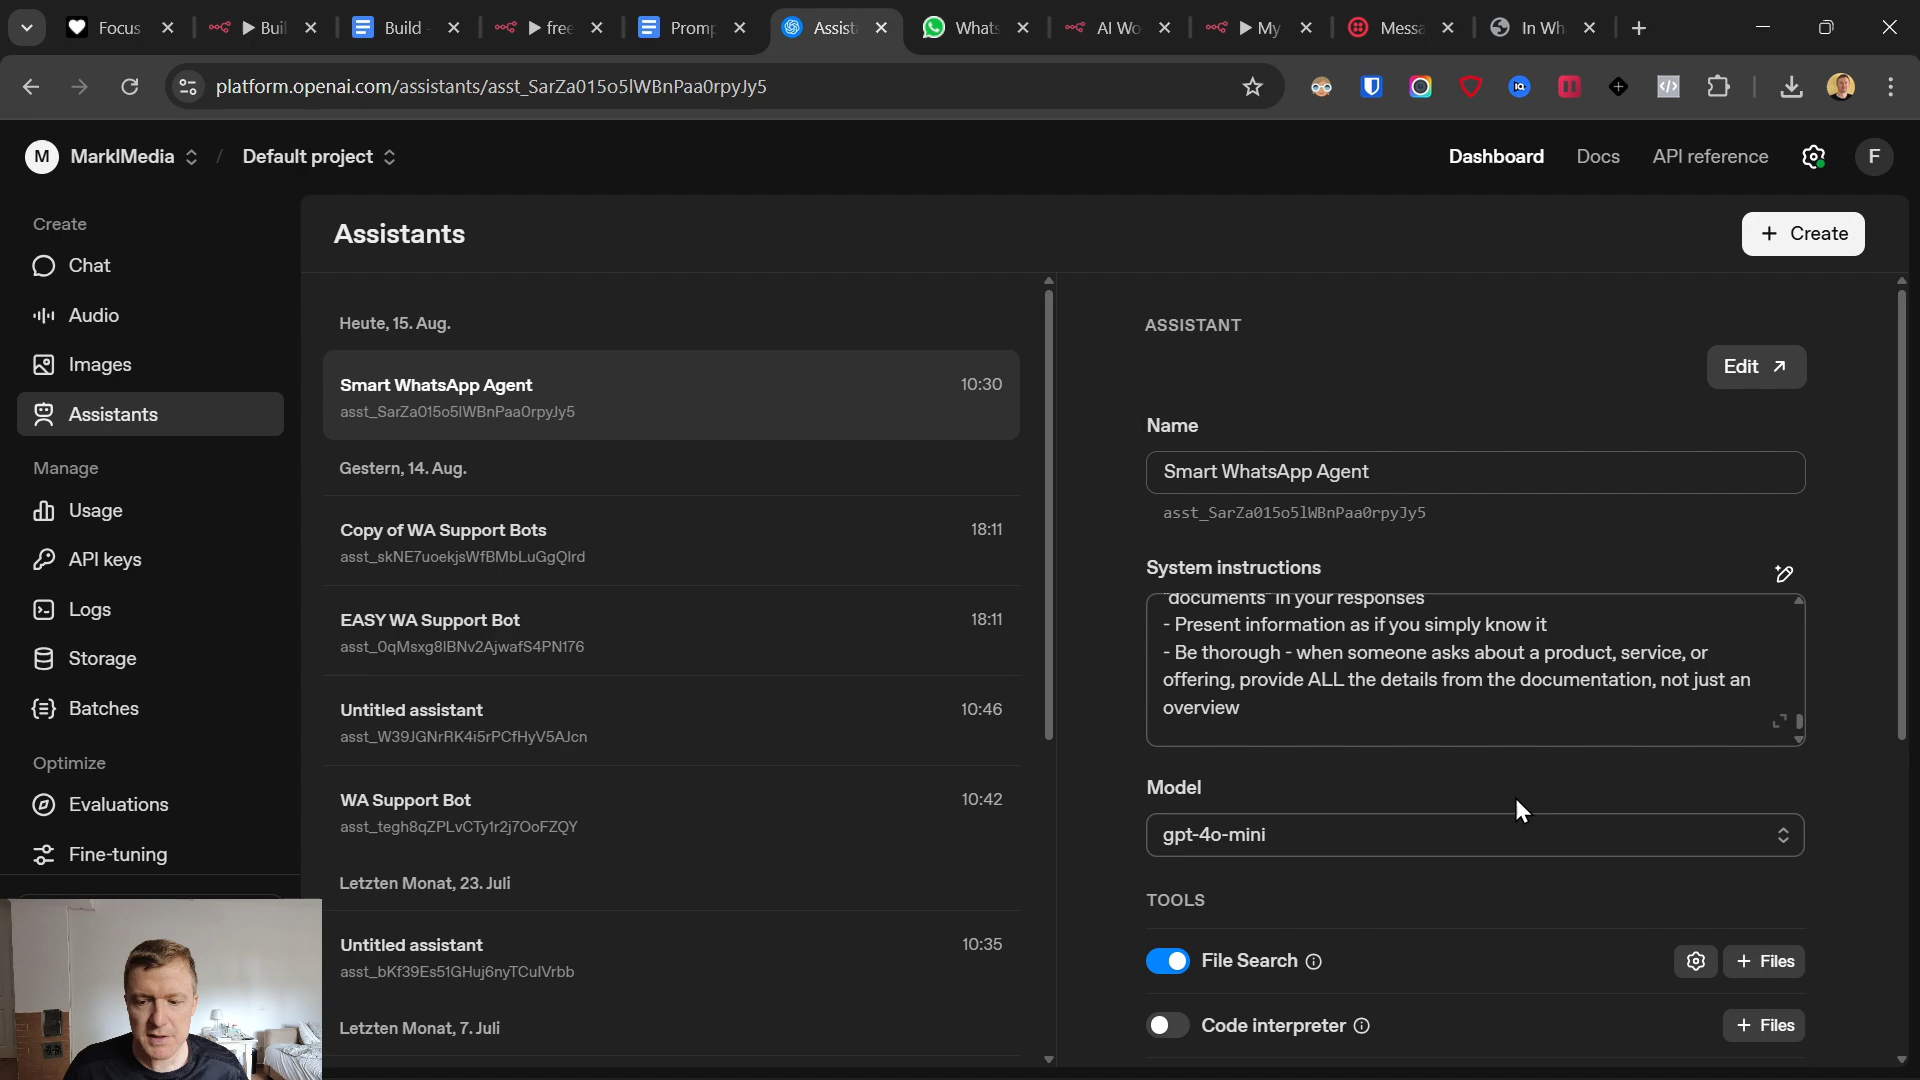 Focus
Buil
Build
free
Promp
Assista
Whats
AI Wo
My
Messa
In Wh
platform.openai.com/assistants/asst_SarZa015o5lWBnPaa0rpyJy5
M MarklMedia / Default project
Dashboard Docs API reference F
Create
Chat
Audio
Images
Assistants
Manage
Usage
API keys
Logs
Storage
Batches
Optimize
Evaluations
Fine-tuning
Assistants
+ Create
Heute, 15. Aug.
Smart WhatsApp Agent 10:30
asst_SarZa015o5lWBnPaa0rpyJy5
Gestern, 14. Aug.
Copy of WA Support Bots 18:11
asst_skNE7uoekjsWfBMbLuGgQlrd
EASY WA Support Bot 18:11
asst_0qMsxg8IBNv2AjwafS4PN176
Untitled assistant 10:46
asst_W39JGNrRK4i5rPCfHyV5AJcn
WA Support Bot 10:42
asst_tegh8qZPLvCTy1r2j7OoFZQY
Letzten Monat, 23. Juli
Untitled assistant 10:35
asst_bKf39Es51GHuj6nyTCulVrbb
Letzten Monat, 7. Juli
ASSISTANT
Edit
Name
Smart WhatsApp Agent
asst_SarZa015o5lWBnPaa0rpyJy5
System instructions
"documents" in your responses
- Present information as if you simply know it
- Be thorough - when someone asks about a product, service, or
offering, provide ALL the details from the documentation, not just an
overview
Model
gpt-4o-mini
TOOLS
File Search + Files
Code interpreter + Files